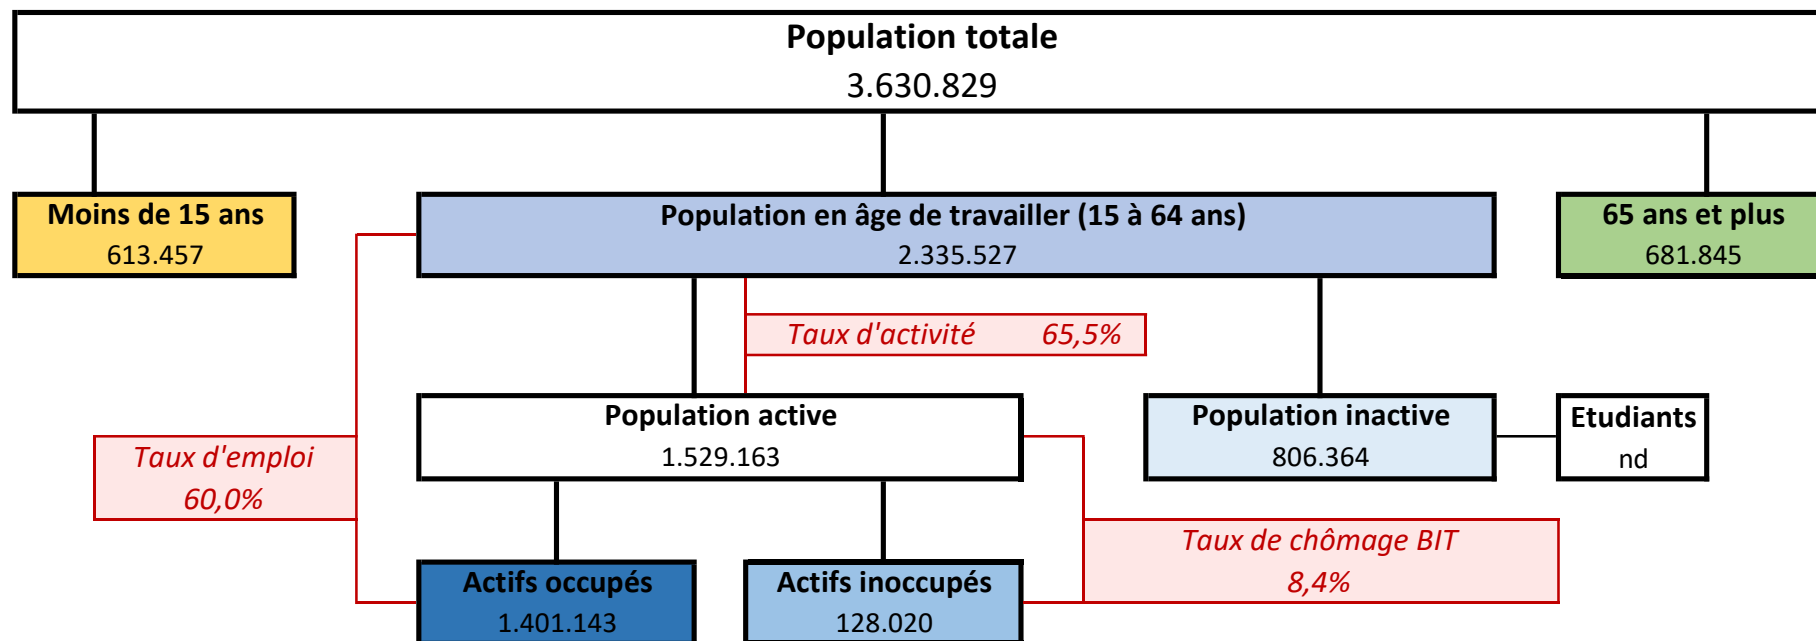 Population totale
3.630.829
Moins de 15 ans
613.457
Population en âge de travailler (15 à 64 ans)
2.335.527
65 ans et plus
681.845
Taux d'activité 65,5%
Population active
1.529.163
Population inactive
806.364
Etudiants
nd
Taux d'emploi
60,0%
Taux de chômage BIT
8,4%
Actifs occupés
1.401.143
Actifs inoccupés
128.020